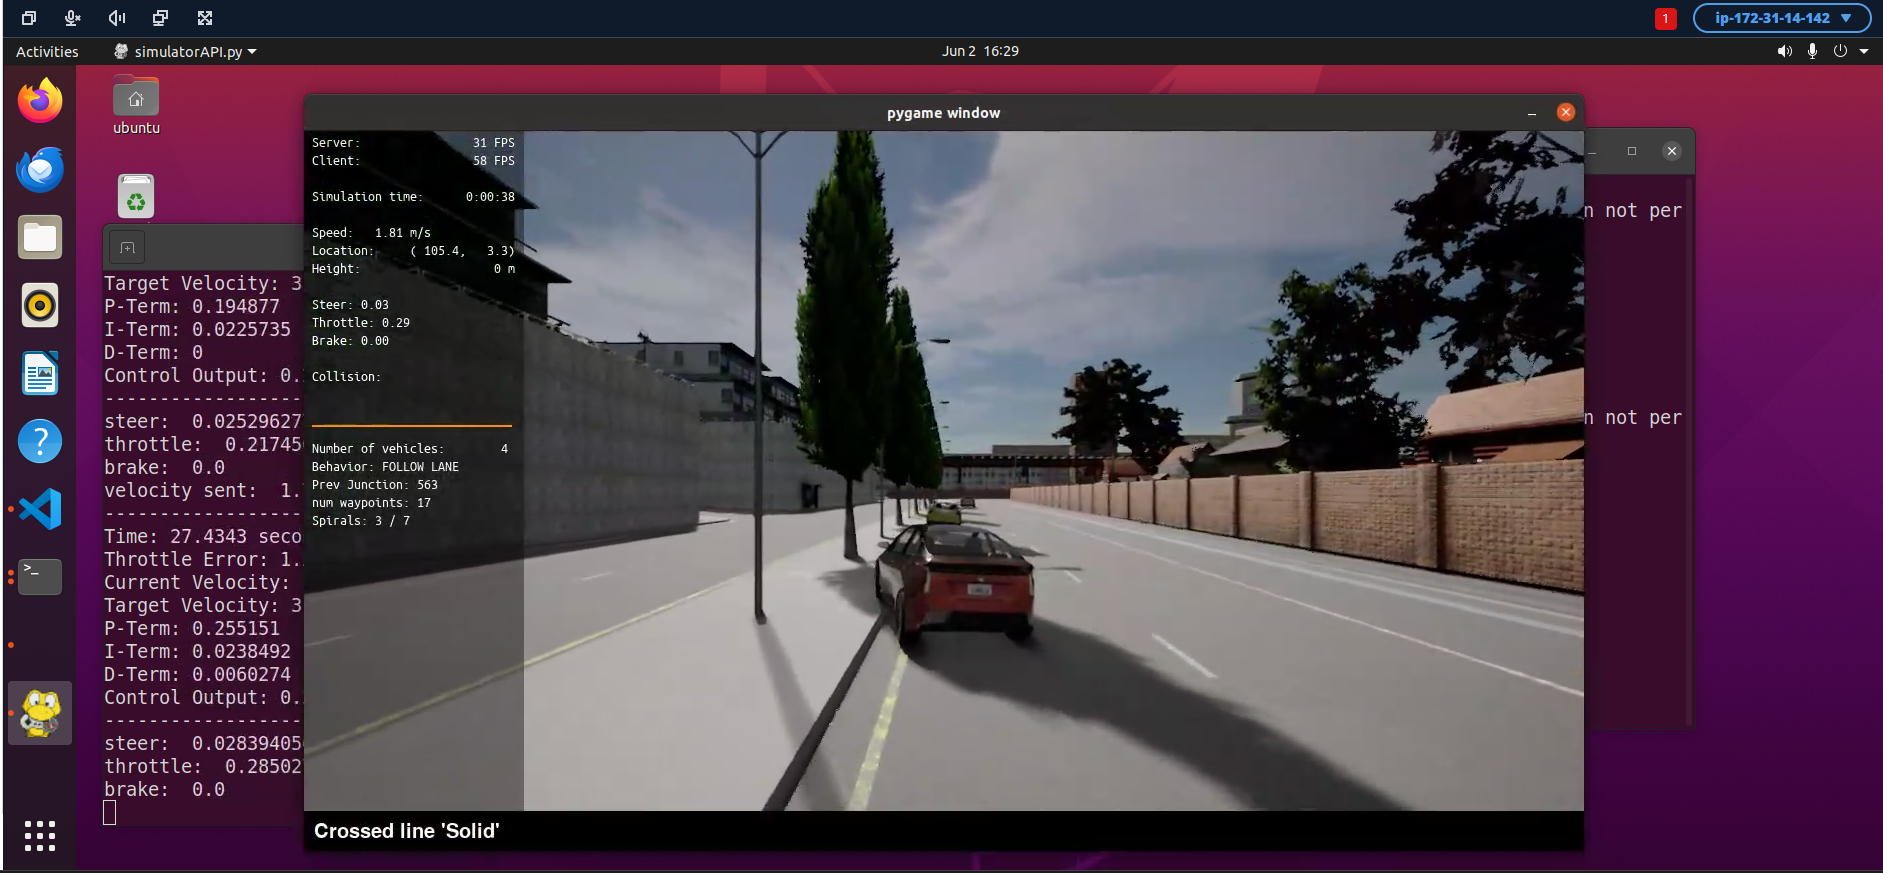 1
ip-172-31-14-142
Activities
simulatorAPI.py
Jun 2 16:29
ubuntu
pygame window
Server: 31 FPS
Client: 58 FPS
Simulation time: 0:00:38
Speed: 1.81 m/s
Location: ( 105.4, 3.3)
Height: 0 m
Steer: 0.03
Throttle: 0.29
Brake: 0.00
Collision:
Number of vehicles: 4
Behavior: FOLLOW LANE
Prev Junction: 563
num waypoints: 17
Spirals: 3 / 7
Crossed line 'Solid'
Target Velocity: 3
P-Term: 0.194877
I-Term: 0.0225735
D-Term: 0
Control Output: 0.
--------------------
steer: 0.02529627
throttle: 0.21745
brake: 0.0
velocity sent: 1.
--------------------
Time: 27.4343 seco
Throttle Error: 1.
Current Velocity:
Target Velocity: 3
P-Term: 0.255151
I-Term: 0.0238492
D-Term: 0.0060274
Control Output: 0.
--------------------
steer: 0.02839405
throttle: 0.28502
brake: 0.0
n not per
n not per